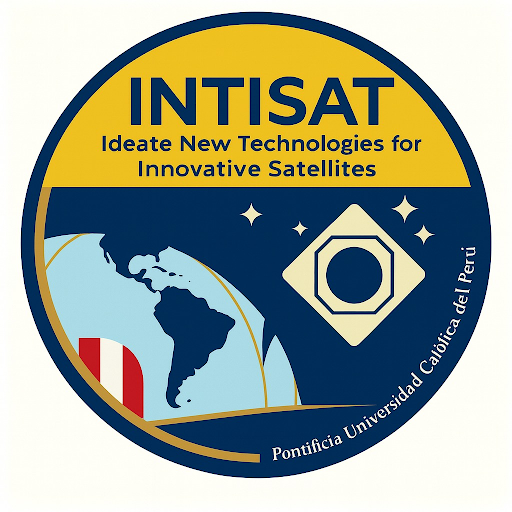 INTISAT
Ideate New Technologies for
Innovative Satellites
Pontificia Universidad Católica del Perú